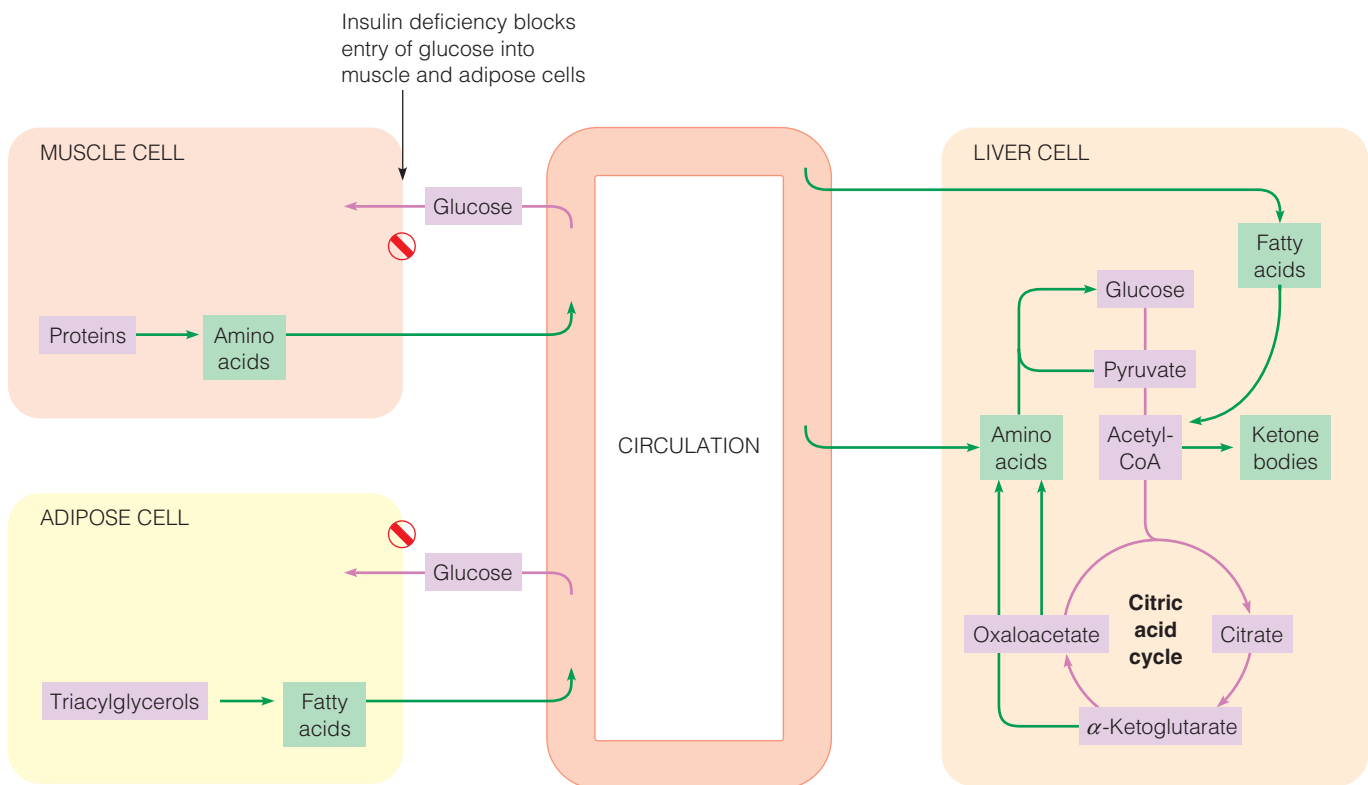 Insulin deficiency blocks
entry of glucose into
muscle and adipose cells
MUSCLE CELL
Glucose
Proteins
Amino
acids
ADIPOSE CELL
Glucose
Triacylglycerols
Fatty
acids
CIRCULATION
LIVER CELL
Fatty
acids
Glucose
Pyruvate
Amino
acids
Acetyl-
CoA
Ketone
bodies
Oxaloacetate
Citric
acid
cycle
Citrate
α-Ketoglutarate